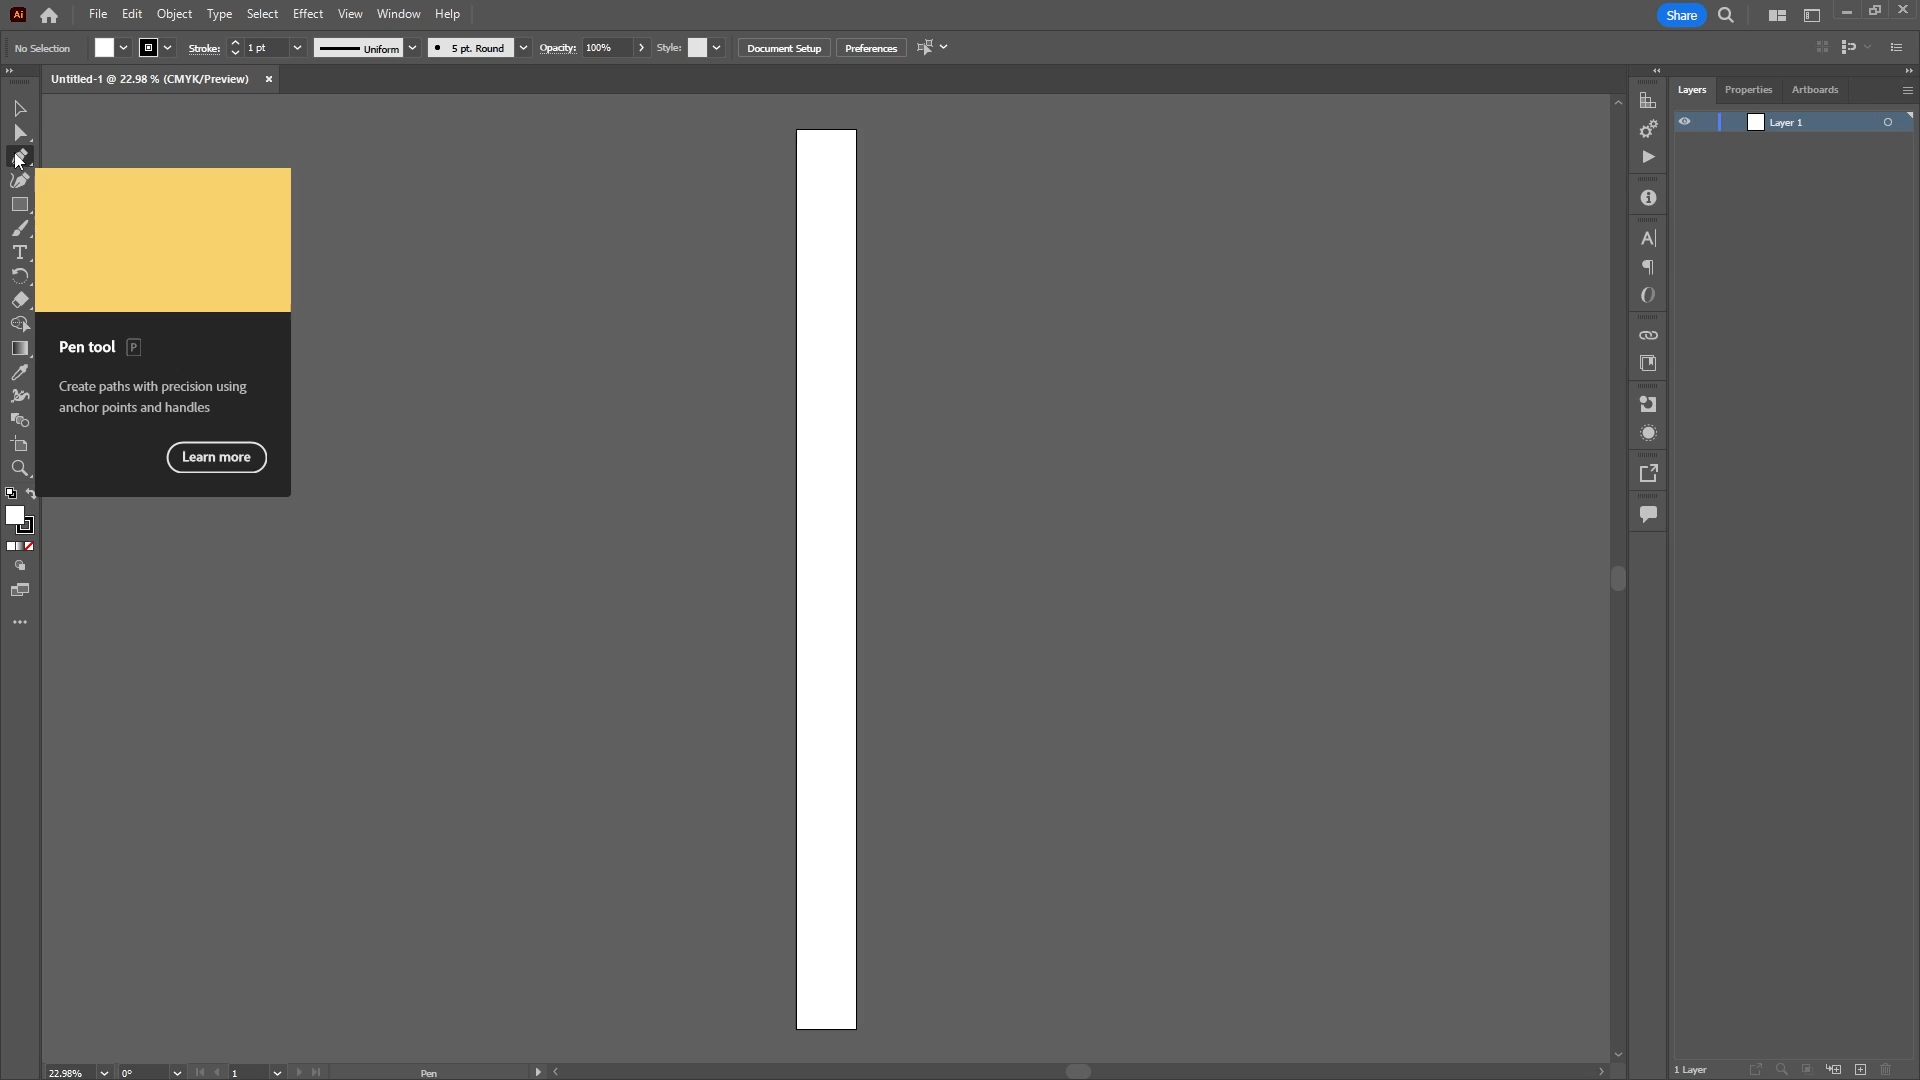 Ai
File Edit Object Type Select Effect View Window Help
Share
No Selection
Stroke: 1 pt
Uniform
5 pt. Round
Opacity: 100%
Style:
Document Setup
Preferences
Untitled-1 @ 22.98 % (CMYK/Preview)
Layers Properties Artboards
Layer 1
Pen tool P
Create paths with precision using
anchor points and handles
Learn more
22.98%
0°
1
Pen
1 Layer